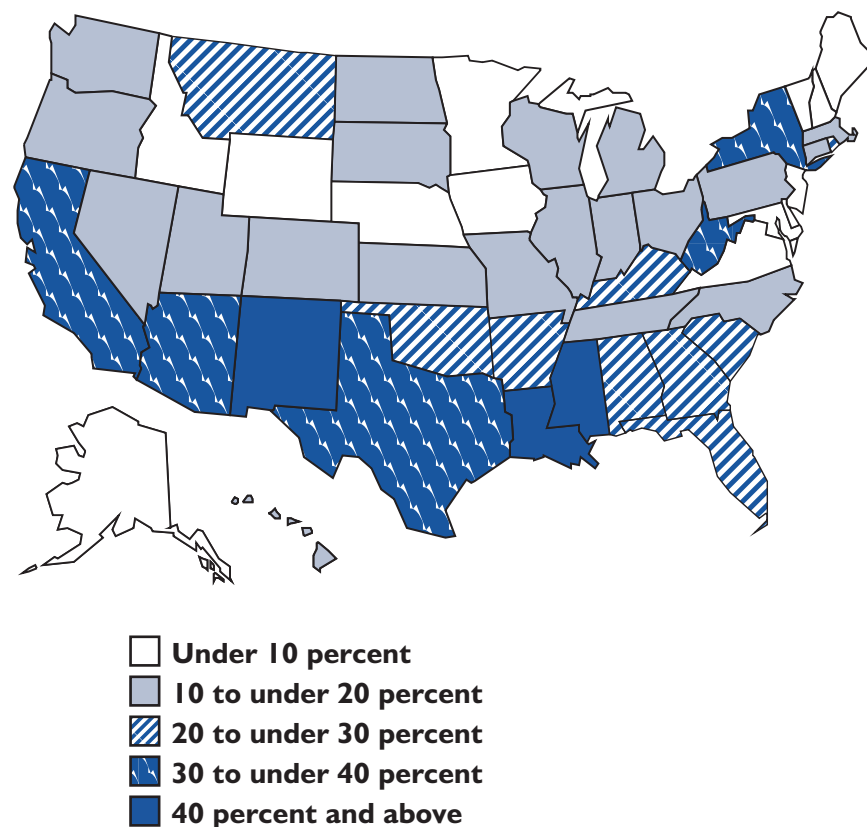 Under 10 percent
10 to under 20 percent
20 to under 30 percent
30 to under 40 percent
40 percent and above